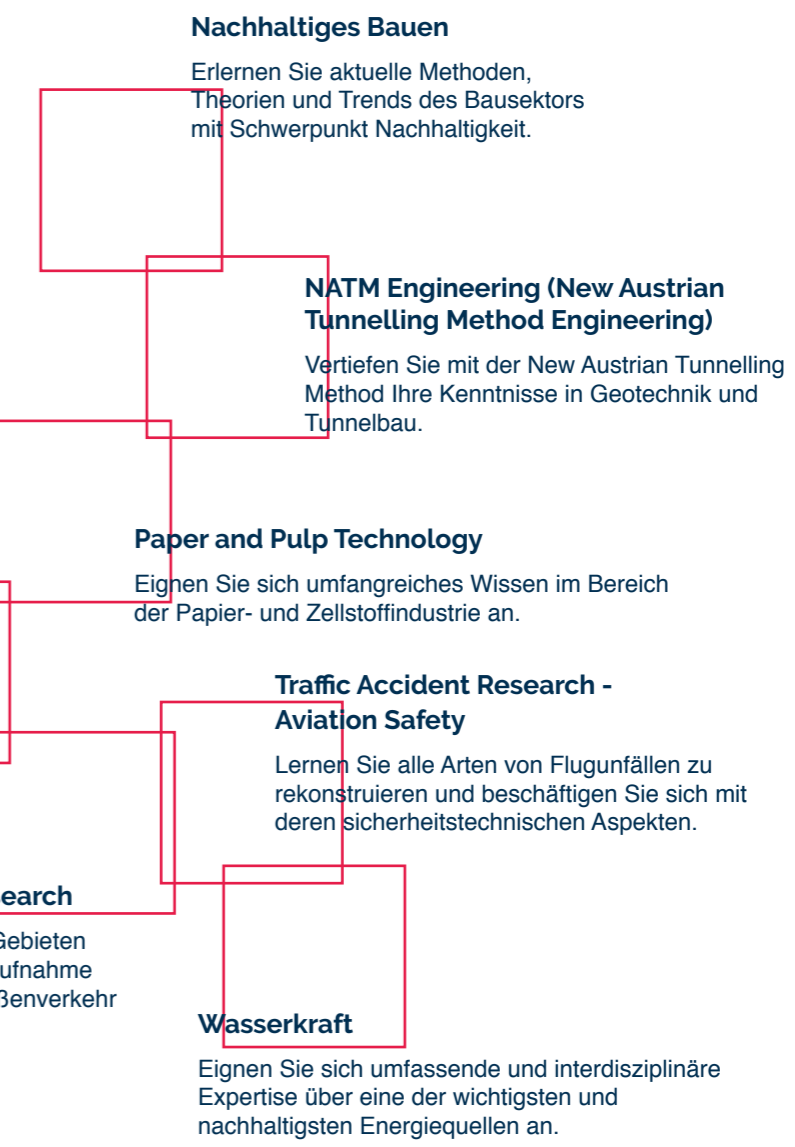 Nachhaltiges Bauen
Erlernen Sie aktuelle Methoden,
Theorien und Trends des Bausektors
mit Schwerpunkt Nachhaltigkeit.
NATM Engineering (New Austrian
Tunnelling Method Engineering)
Vertiefen Sie mit der New Austrian Tunnelling
Method Ihre Kenntnisse in Geotechnik und
Tunnelbau.
Paper and Pulp Technology
Eignen Sie sich umfangreiches Wissen im Bereich
der Papier- und Zellstoffindustrie an.
Traffic Accident Research -
Aviation Safety
Lernen Sie alle Arten von Flugunfällen zu
rekonstruieren und beschäftigen Sie sich mit
deren sicherheitstechnischen Aspekten.
earch
Gebieten
ufnahme
ßenverkehr
Wasserkraft
Eignen Sie sich umfassende und interdisziplinäre
Expertise über eine der wichtigsten und
nachhaltigsten Energiequellen an.